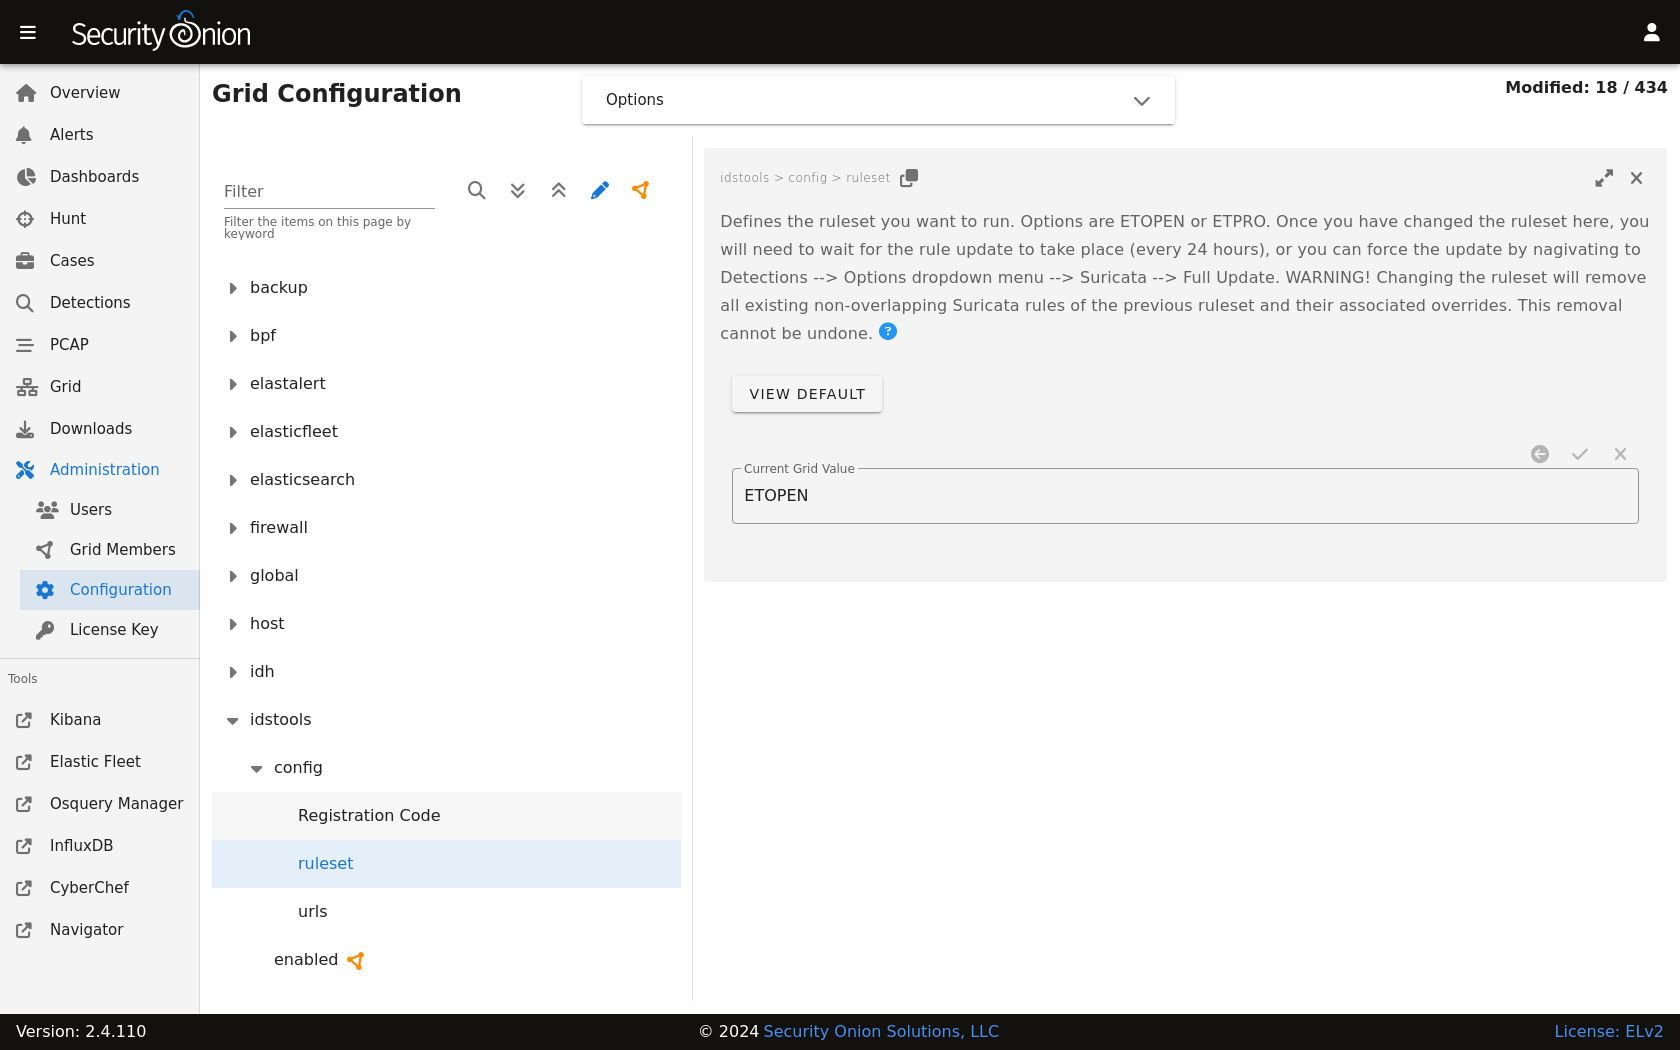 Security Onion
Overview
Alerts
Dashboards
Hunt
Cases
Detections
PCAP
Grid
Downloads
Administration
Users
Grid Members
Configuration
License Key
Tools
Kibana
Elastic Fleet
Osquery Manager
InfluxDB
CyberChef
Navigator
Grid Configuration
Options
Modified: 18 / 434
Filter
Filter the items on this page by
keyword
backup
bpf
elastalert
elasticfleet
elasticsearch
firewall
global
host
idh
idstools
config
Registration Code
ruleset
urls
enabled
idstools > config > ruleset
Defines the ruleset you want to run. Options are ETOPEN or ETPRO. Once you have changed the ruleset here, you
will need to wait for the rule update to take place (every 24 hours), or you can force the update by nagivating to
Detections --> Options dropdown menu --> Suricata --> Full Update. WARNING! Changing the ruleset will remove
all existing non-overlapping Suricata rules of the previous ruleset and their associated overrides. This removal
cannot be undone. ?
VIEW DEFAULT
Current Grid Value
ETOPEN
Version: 2.4.110
© 2024 Security Onion Solutions, LLC
License: ELv2